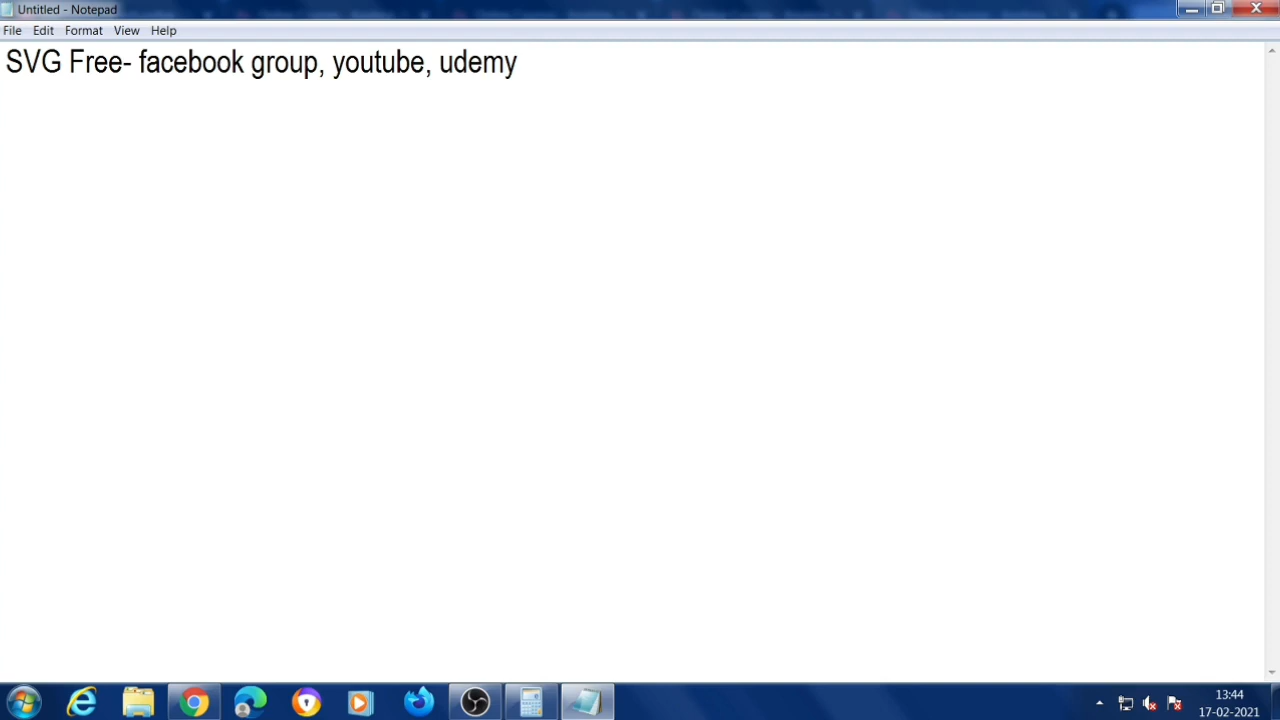 Untitled - Notepad
File Edit Format View Help
SVG Free- facebook group, youtube, udemy
13:44
17-02-2021